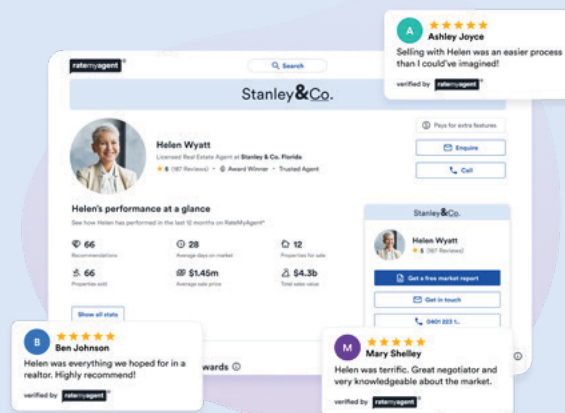 A
Ashley Joyce
Selling with Helen was an easier process
than I could've imagined!
verified by ratemyagent®
ratemyagent®
Search
Stanley&Co.
Pays for extra features
Helen Wyatt
Licensed Real Estate Agent at Stanley & Co. Florida
5 (187 Reviews) • Award Winner • Trusted Agent
Enquire
Call
Helen's performance at a glance
See how Helen has performed in the last 12 months on RateMyAgent®
66
Recommendations
28
Average days on market
12
Properties for sale
66
Properties sold
$1.45m
Average sale price
$4.3b
Total sales value
Show all stats
Stanley&Co.
Helen Wyatt
5 (187 Reviews)
Get a free market report
Get in touch
0401 223 1..
B
Ben Johnson
Helen was everything we hoped for in a
realtor. Highly recommend!
verified by ratemyagent®
wards
M
Mary Shelley
Helen was terrific. Great negotiator and
very knowledgeable about the market.
verified by ratemyagent®